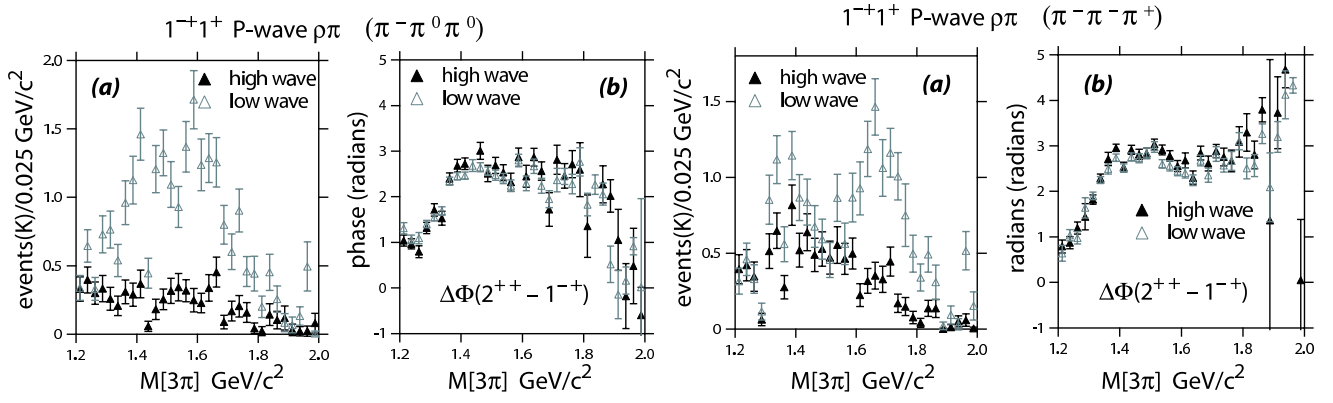 1⁻⁺1⁺ P-wave ρπ (π⁻π⁰π⁰)
events(K)/0.025 GeV/c²
2.0
1.5
1.0
0.5
0
(a)
high wave
low wave
1.2 1.4 1.6 1.8 2.0
M[3π] GeV/c²
phase (radians)
5
4
3
2
1
0
-1
high wave
low wave
(b)
ΔΦ(2⁺⁺ − 1⁻⁺)
1.2 1.4 1.6 1.8 2.0
M[3π] GeV/c²
1⁻⁺1⁺ P-wave ρπ (π⁻π⁻π⁺)
events(K)/0.025 GeV/c²
1.5
1.0
0.5
0
high wave
low wave
(a)
1.2 1.4 1.6 1.8 2.0
M[3π] GeV/c²
radians (radians)
5
4
3
2
1
0
-1
(b)
high wave
low wave
ΔΦ(2⁺⁺ − 1⁻⁺)
1.2 1.4 1.6 1.8 2.0
M[3π] GeV/c²